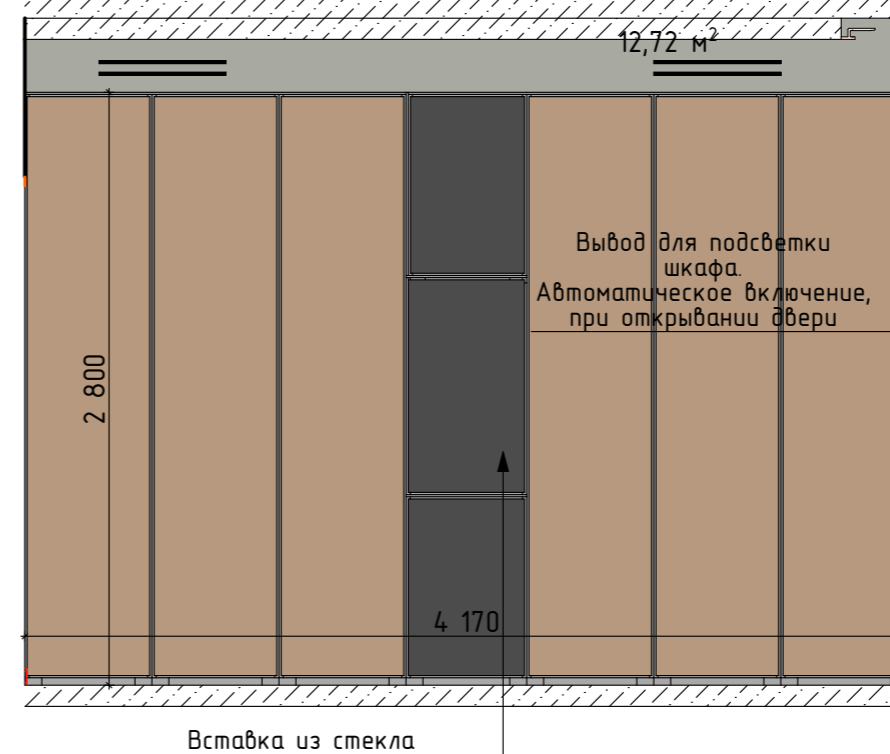 12,72 м²
Вывод для подсветки
шкафа.
Автоматическое включение,
при открывании двери
2 800
4 170
Вставка из стекла